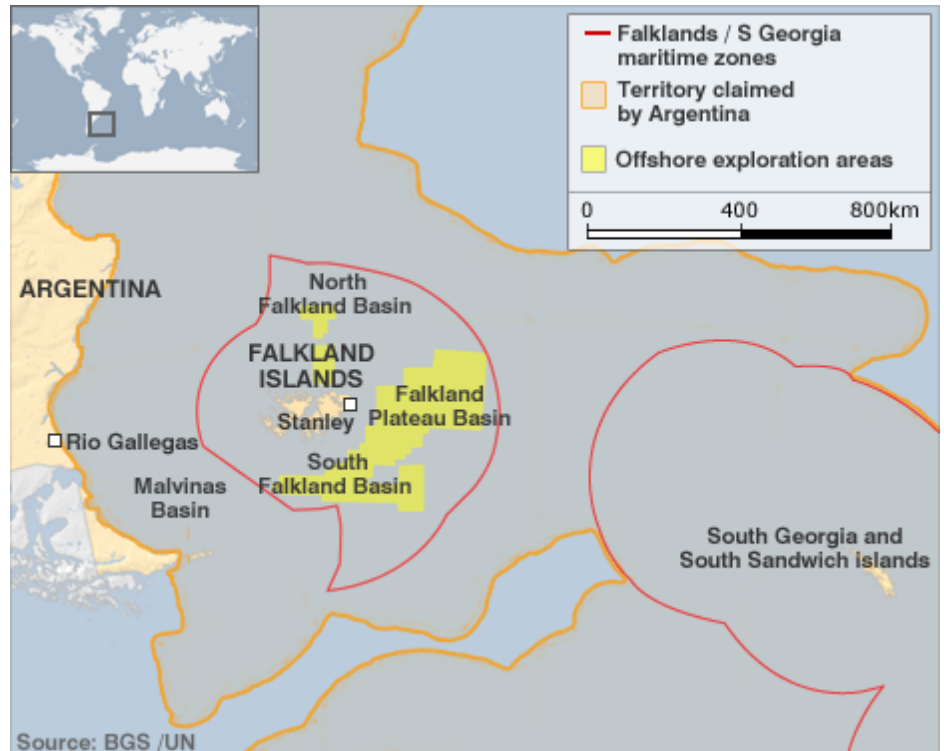 Falklands / S Georgia
maritime zones
Territory claimed
by Argentina
Offshore exploration areas
0 400 800km
ARGENTINA
North
Falkland Basin
FALKLAND
ISLANDS
Falkland
Plateau Basin
Stanley
Rio Gallegas
South
Falkland Basin
Malvinas
Basin
South Georgia and
South Sandwich islands
Source: BGS /UN